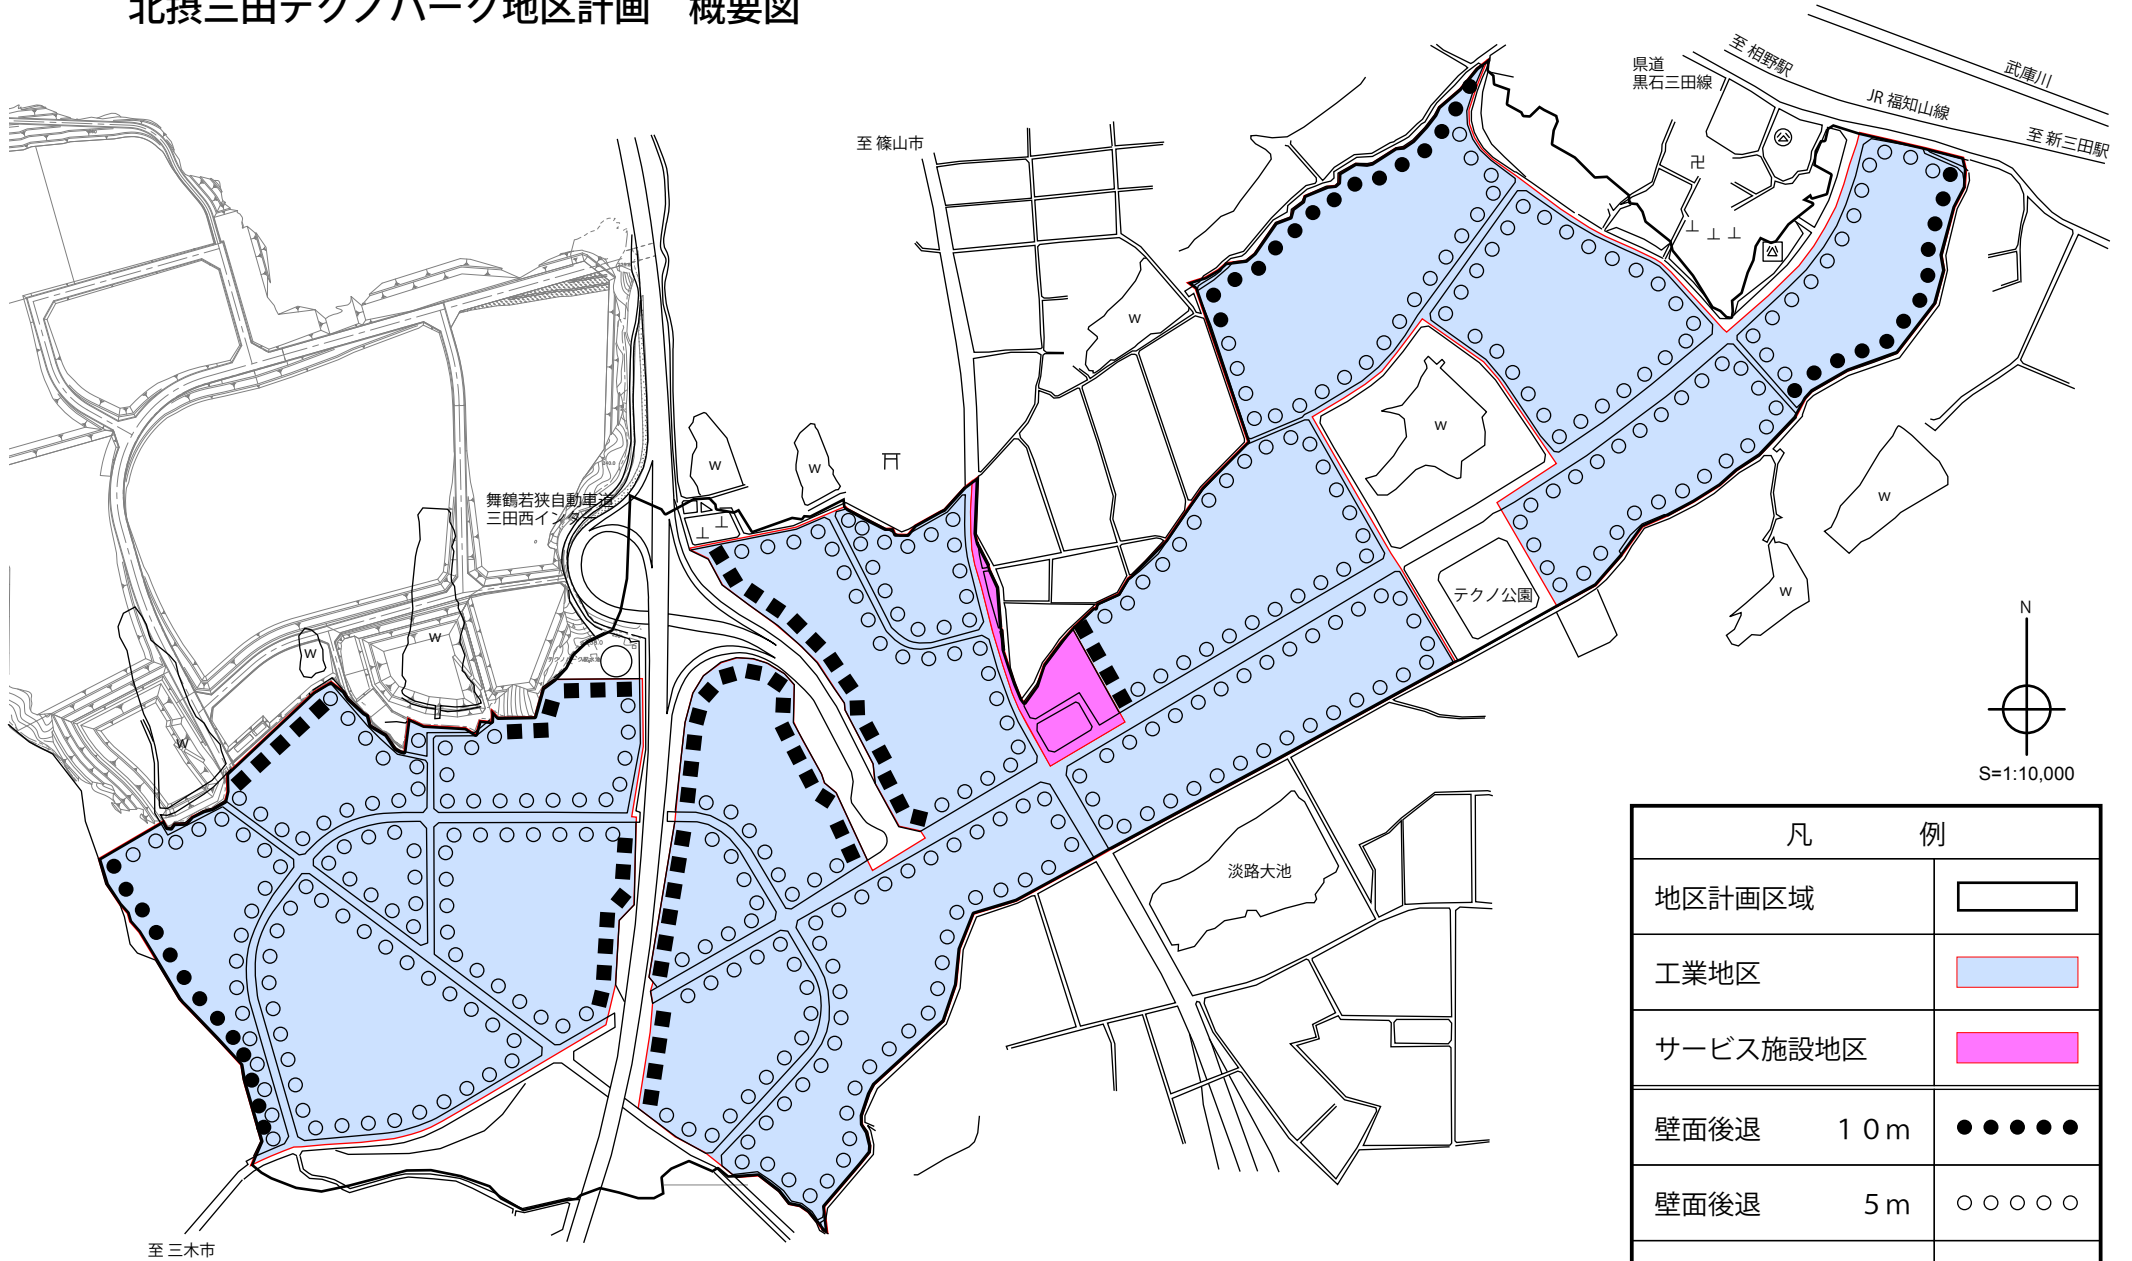 北摂三田テクノパーク地区計画　概要図
至 相野駅
武庫川
県道
黒石三田線
JR 福知山線
至 新三田駅
至 篠山市
卍
W
W
W
W
W
舞鶴若狭自動車道
三田西インター
テクノ公園
W
W
W
W
N
S=1:10,000
淡路大池
凡　例
地区計画区域
工業地区
サービス施設地区
壁面後退　１０ｍ
壁面後退　５ｍ
至 三木市